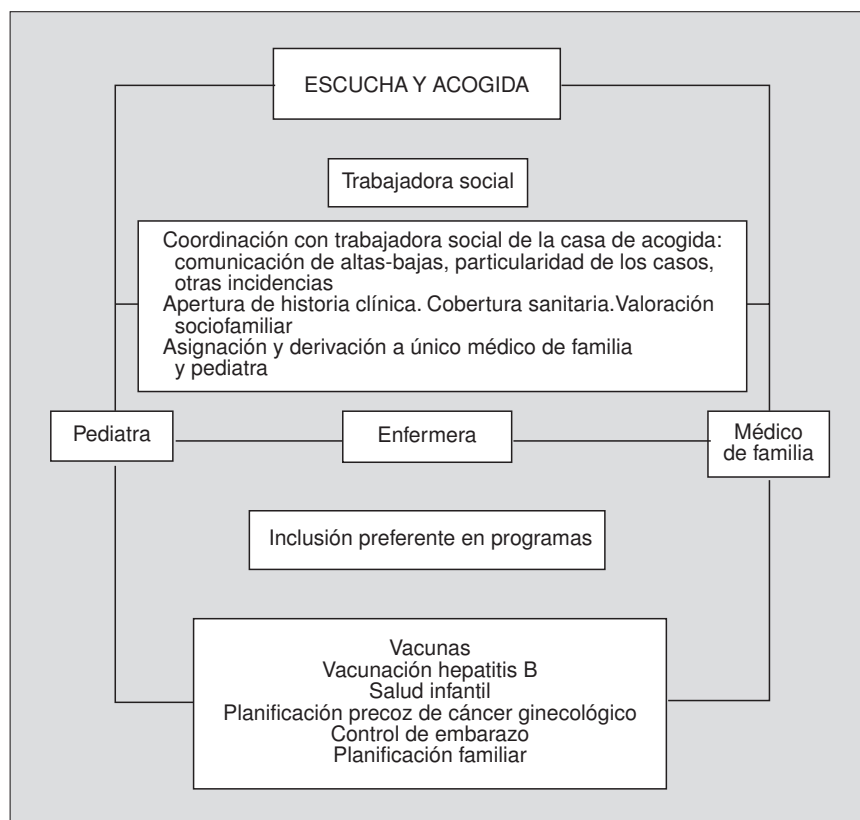 ESCUCHA Y ACOGIDA
Trabajadora social
Coordinación con trabajadora social de la casa de acogida:
comunicación de altas-bajas, particularidad de los casos,
otras incidencias
Apertura de historia clínica. Cobertura sanitaria.Valoración
sociofamiliar
Asignación y derivación a único médico de familia
y pediatra
Pediatra
Enfermera
Médico
de familia
Inclusión preferente en programas
Vacunas
Vacunación hepatitis B
Salud infantil
Planificación precoz de cáncer ginecológico
Control de embarazo
Planificación familiar